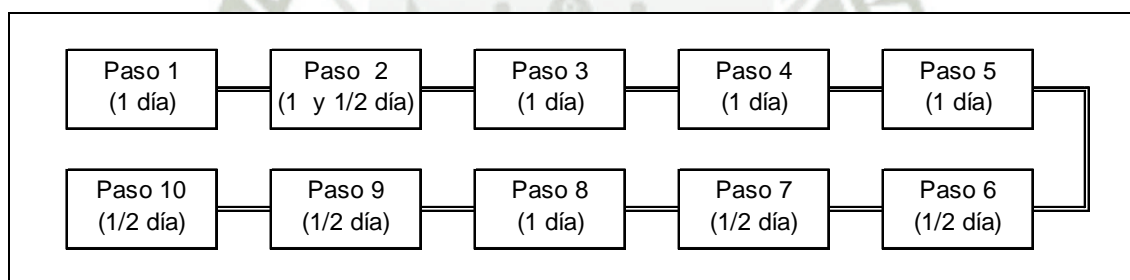 Paso 1
(1 día)
Paso 2
(1 y 1/2 día)
Paso 3
(1 día)
Paso 4
(1 día)
Paso 5
(1 día)
Paso 10
(1/2 día)
Paso 9
(1/2 día)
Paso 8
(1 día)
Paso 7
(1/2 día)
Paso 6
(1/2 día)